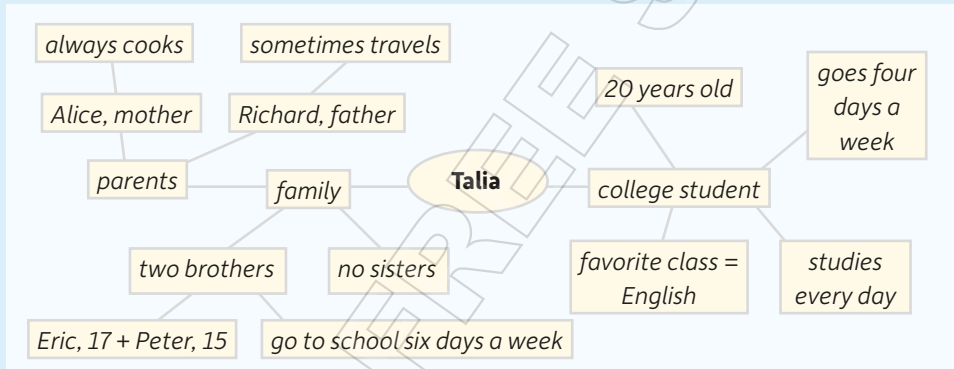 always cooks
sometimes travels
Alice, mother
Richard, father
parents
family
two brothers
no sisters
Eric, 17 + Peter, 15
go to school six days a week
Talia
20 years old
goes four
days a
week
college student
favorite class =
English
studies
every day
FREE S